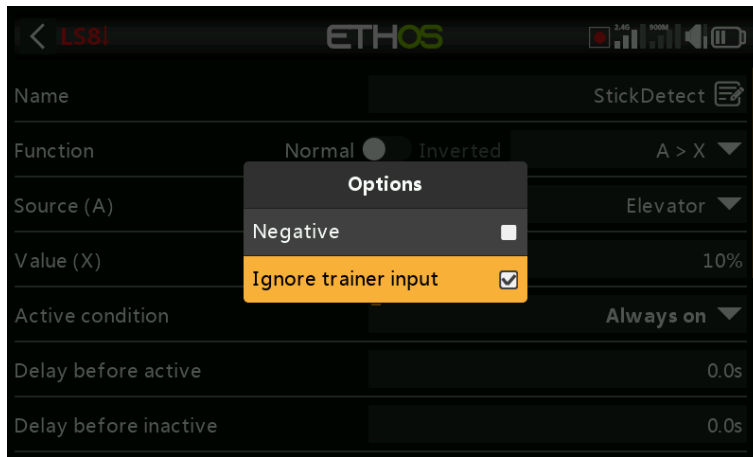 LS8↓ ETHOS 2.4G 900M
Name StickDetect
Function Normal Inverted A > X
Options
Source (A) Elevator
Negative
Value (X) 10%
Ignore trainer input
Active condition Always on
Delay before active 0.0s
Delay before inactive 0.0s